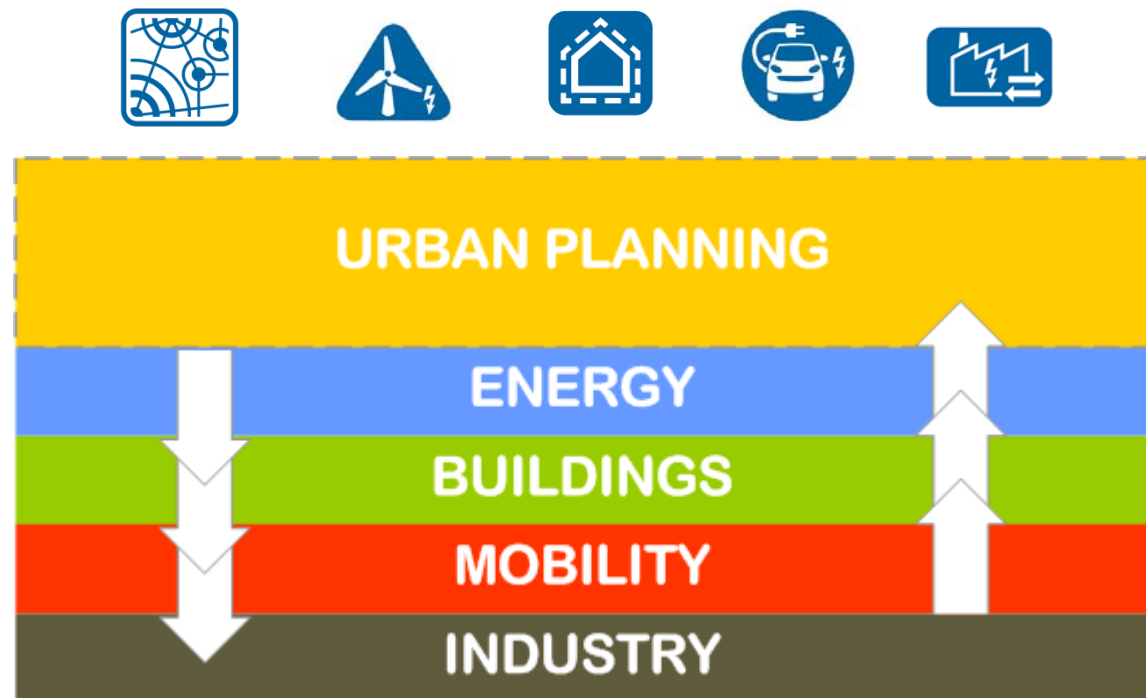 URBAN PLANNING
ENERGY
BUILDINGS
MOBILITY
INDUSTRY